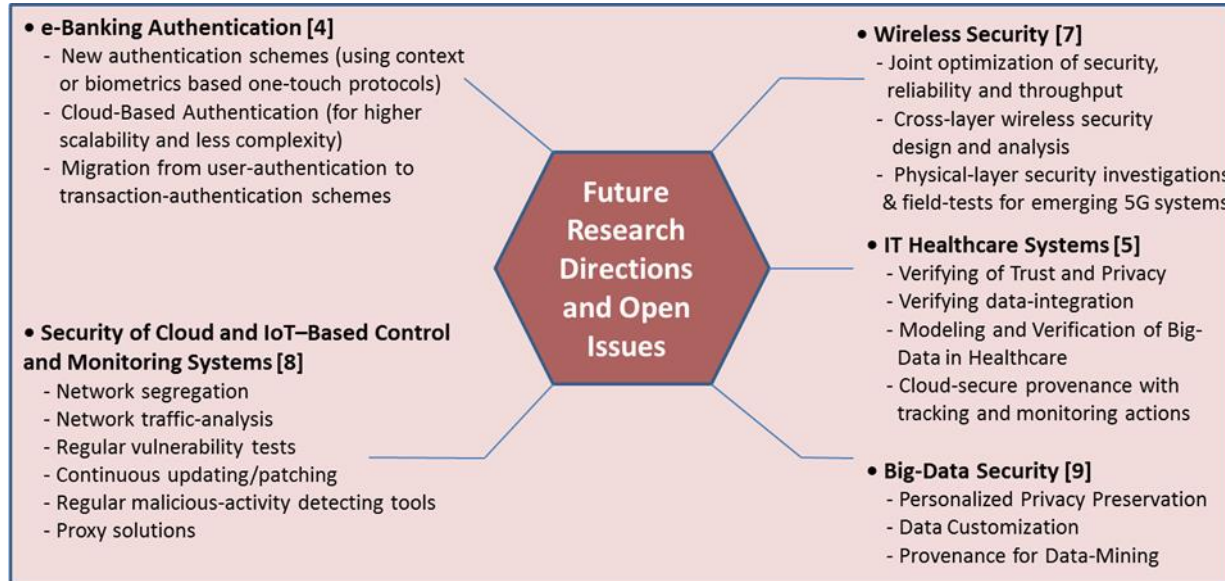 • e-Banking Authentication [4]
- New authentication schemes (using context
or biometrics based one-touch protocols)
- Cloud-Based Authentication (for higher
scalability and less complexity)
- Migration from user-authentication to
transaction-authentication schemes
• Security of Cloud and IoT–Based Control
and Monitoring Systems [8]
- Network segregation
- Network traffic-analysis
- Regular vulnerability tests
- Continuous updating/patching
- Regular malicious-activity detecting tools
- Proxy solutions
Future
Research
Directions
and Open
Issues
• Wireless Security [7]
- Joint optimization of security,
reliability and throughput
- Cross-layer wireless security
design and analysis
- Physical-layer security investigations
& field-tests for emerging 5G systems
• IT Healthcare Systems [5]
- Verifying of Trust and Privacy
- Verifying data-integration
- Modeling and Verification of Big-
Data in Healthcare
- Cloud-secure provenance with
tracking and monitoring actions
• Big-Data Security [9]
- Personalized Privacy Preservation
- Data Customization
- Provenance for Data-Mining